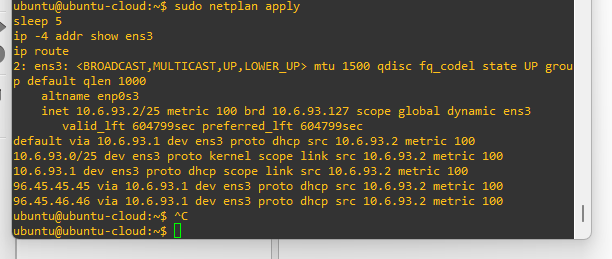 ubuntu@ubuntu-cloud:~$ sudo netplan apply
sleep 5
ip -4 addr show ens3
ip route
2: ens3: <BROADCAST,MULTICAST,UP,LOWER_UP> mtu 1500 qdisc fq_codel state UP grou
p default qlen 1000
    altname enp0s3
    inet 10.6.93.2/25 metric 100 brd 10.6.93.127 scope global dynamic ens3
       valid_lft 604799sec preferred_lft 604799sec
default via 10.6.93.1 dev ens3 proto dhcp src 10.6.93.2 metric 100
10.6.93.0/25 dev ens3 proto kernel scope link src 10.6.93.2 metric 100
10.6.93.1 dev ens3 proto dhcp scope link src 10.6.93.2 metric 100
96.45.45.45 via 10.6.93.1 dev ens3 proto dhcp src 10.6.93.2 metric 100
96.45.46.46 via 10.6.93.1 dev ens3 proto dhcp src 10.6.93.2 metric 100
ubuntu@ubuntu-cloud:~$ ^C
ubuntu@ubuntu-cloud:~$